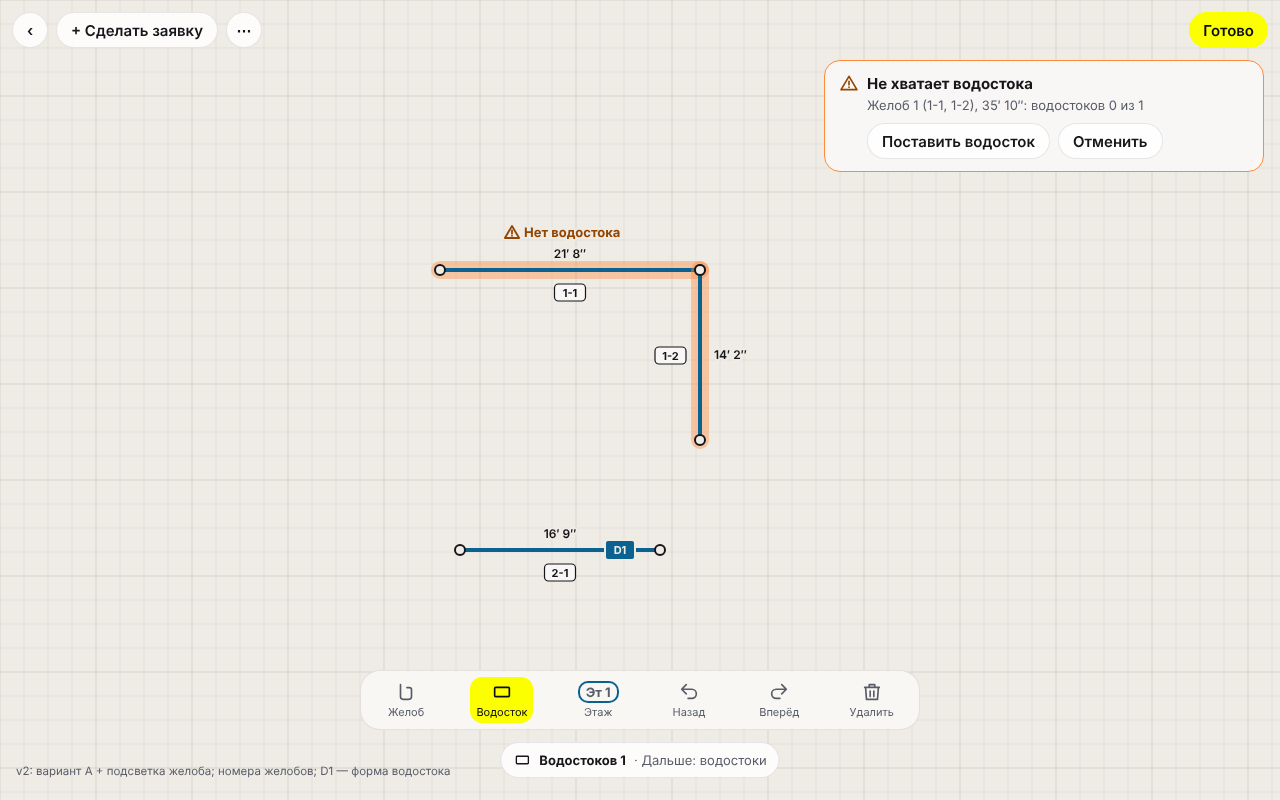 ‹
+ Сделать заявку
...
Готово
Не хватает водостока
Желоб 1 (1-1, 1-2), 35′ 10″: водостоков 0 из 1
Поставить водосток
Отменить
Нет водостока
21′ 8″
1-1
1-2
14′ 2″
16′ 9″
D1
2-1
Эт 1
Желоб
Водосток
Этаж
Назад
Вперёд
Удалить
Водостоков 1 · Дальше: водостоки
v2: вариант A + подсветка желоба; номера желобов; D1 — форма водостока